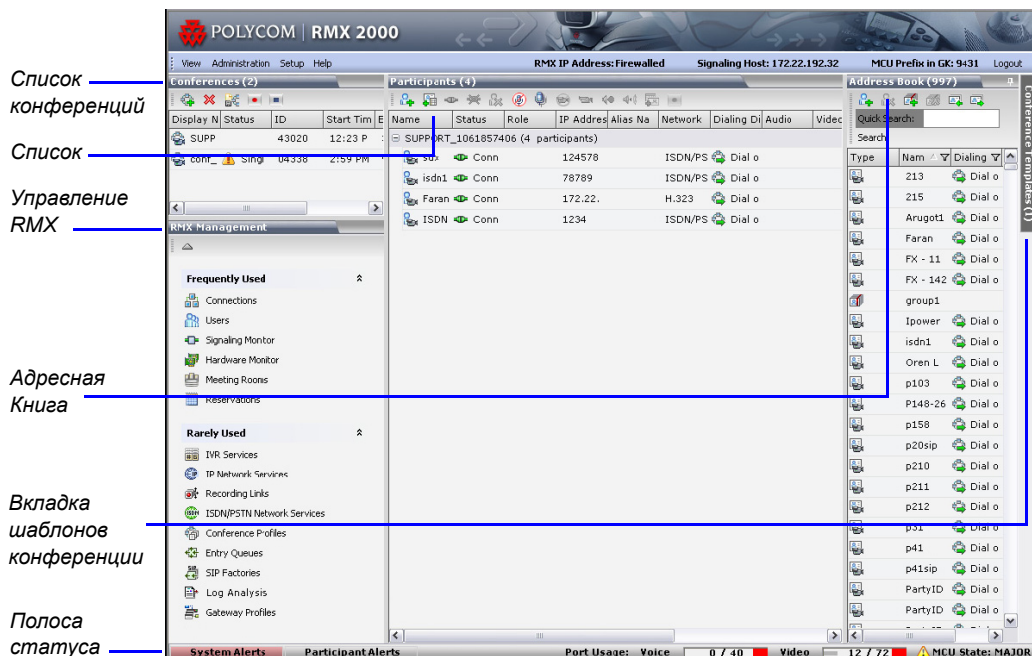 POLYCOM | RMX 2000
View Administration Setup Help RMX IP Address: Firewalled Signaling Host: 172.22.192.32 MCU Prefix in GK: 9431 Logout
Список конференций
Список
Управление RMX
Адресная Книга
Вкладка шаблонов конференции
Полоса статуса
Conferences (2)
Display N Status ID Start Tim E
SUPP 43020 12:23 P
conf_ Singl 04338 2:59 PM
RMX Management
Frequently Used
Connections
Users
Signaling Montor
Hardware Monitor
Meeting Rooms
Reservations
Rarely Used
IVR Services
IP Network Services
Recording Links
ISDN/PSTN Network Services
Conference Profiles
Entry Queues
SIP Factories
Log Analysis
Gateway Profiles
Participants (4)
Name Status Role IP Addres Alias Na Network Dialing Di Audio Videc
SUPPORT_1061857406 (4 participants)
Conn 124578 ISDN/PS Dial o
isdn1 Conn 78789 ISDN/PS Dial o
Faran Conn 172.22. H.323 Dial o
ISDN Conn 1234 ISDN/PS Dial o
Address Book (997)
Quick Search:
Search
Type Nam Dialing
213 Dial o
215 Dial o
Arugot1 Dial o
Faran Dial o
FX - 11 Dial o
FX - 142 Dial o
group1
Ipower Dial o
isdn1 Dial o
Oren L Dial o
p103 Dial o
P148-26 Dial o
p158 Dial o
p20sip Dial o
p210 Dial o
p211 Dial o
p212 Dial o
p31 Dial o
p41 Dial o
p41sip Dial o
PartyID Dial o
PartyID Dial o
Conference Templates (1)
System Alerts Participant Alerts Port Usage: Voice 0 / 40 Video 12 / 72 MCU State: MAJOR